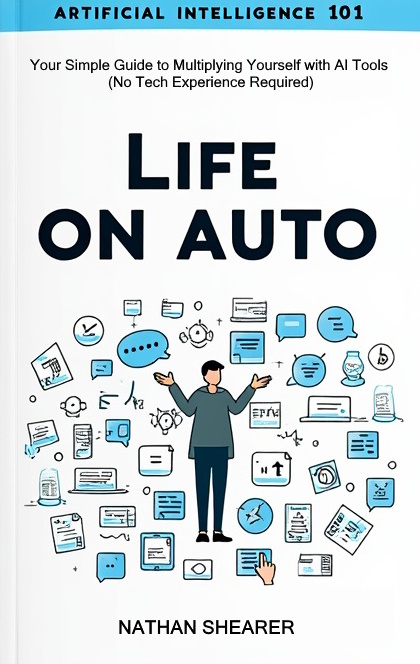 ARTIFICIAL INTELLIGENCE 101
Your Simple Guide to Multiplying Yourself with AI Tools
(No Tech Experience Required)
LIFE
ON AUTO
NATHAN SHEARER